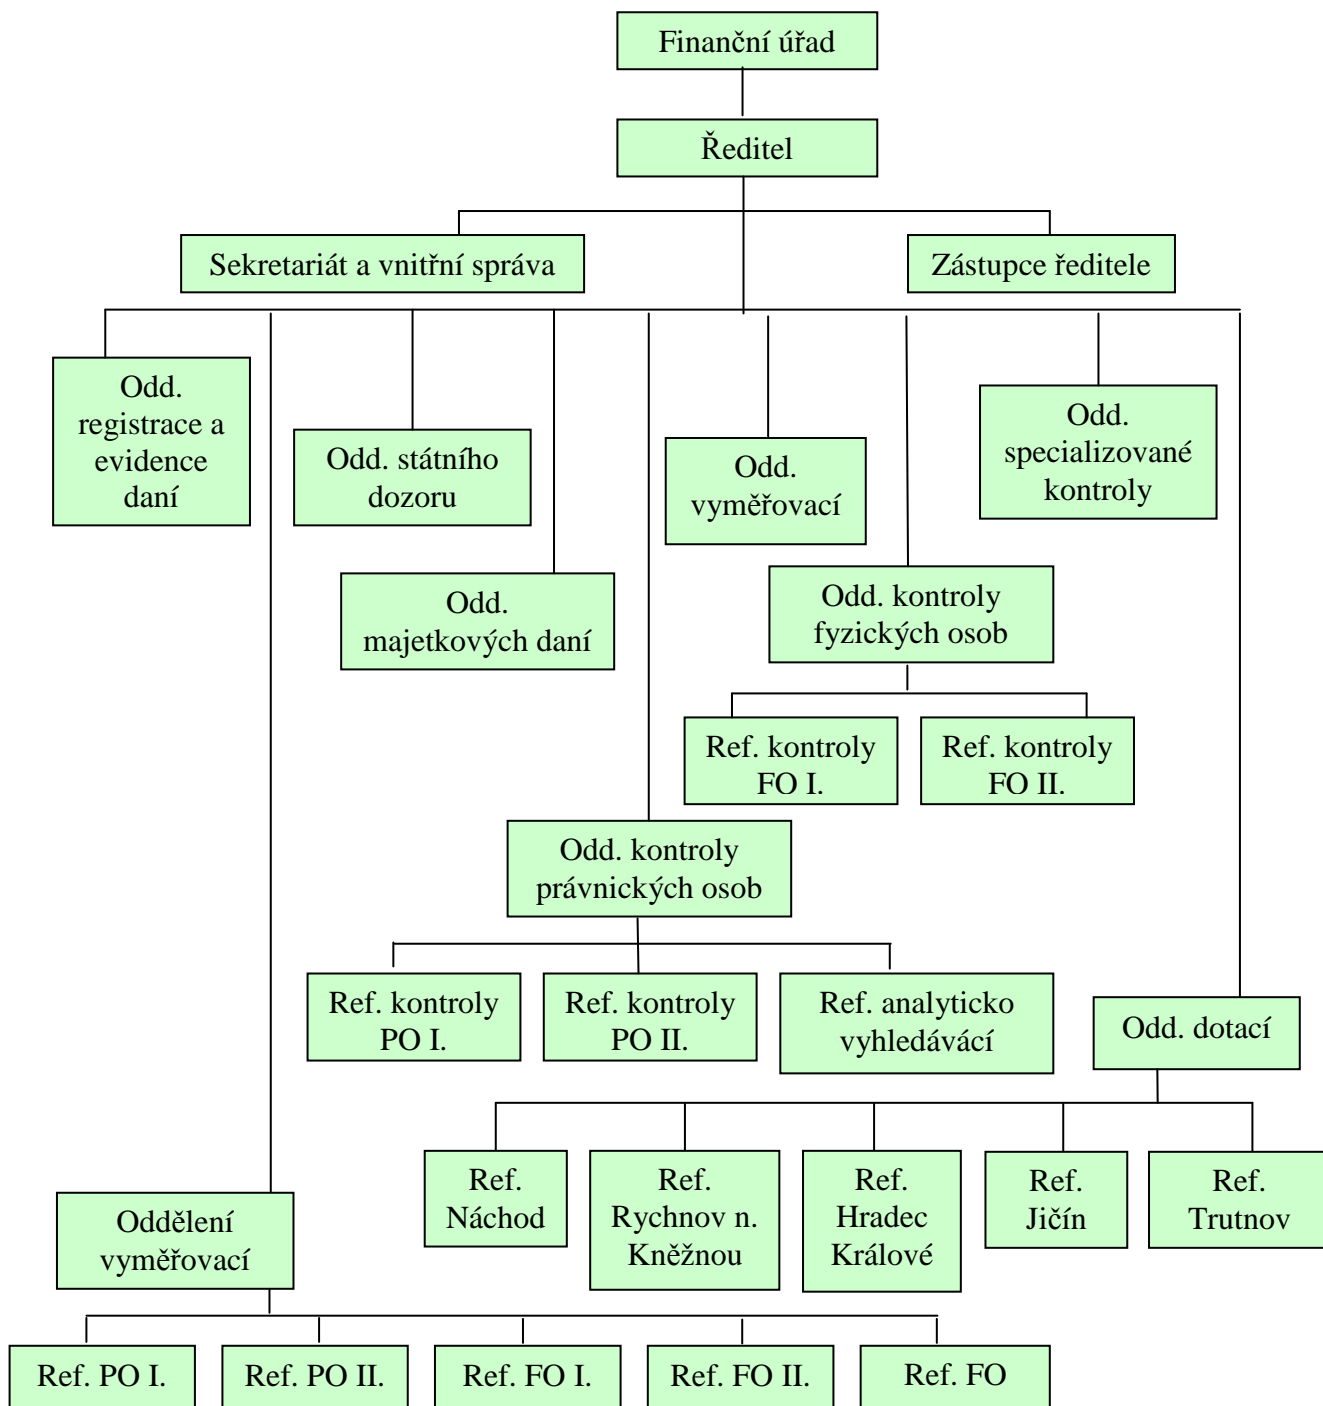 Finanční úřad
Ředitel
Sekretariát a vnitřní správa
Zástupce ředitele
Odd.
registrace a
evidence
daní
Odd. státního
dozoru
Odd.
vyměřovací
Odd.
specializované
kontroly
Odd.
majetkových daní
Odd. kontroly
fyzických osob
Ref. kontroly
FO I.
Ref. kontroly
FO II.
Odd. kontroly
právnických osob
Ref. kontroly
PO I.
Ref. kontroly
PO II.
Ref. analyticko
vyhledávácí
Odd. dotací
Ref.
Náchod
Ref.
Rychnov n.
Kněžnou
Ref.
Hradec
Králové
Ref.
Jičín
Ref.
Trutnov
Oddělení
vyměřovací
Ref. PO I.
Ref. PO II.
Ref. FO I.
Ref. FO II.
Ref. FO